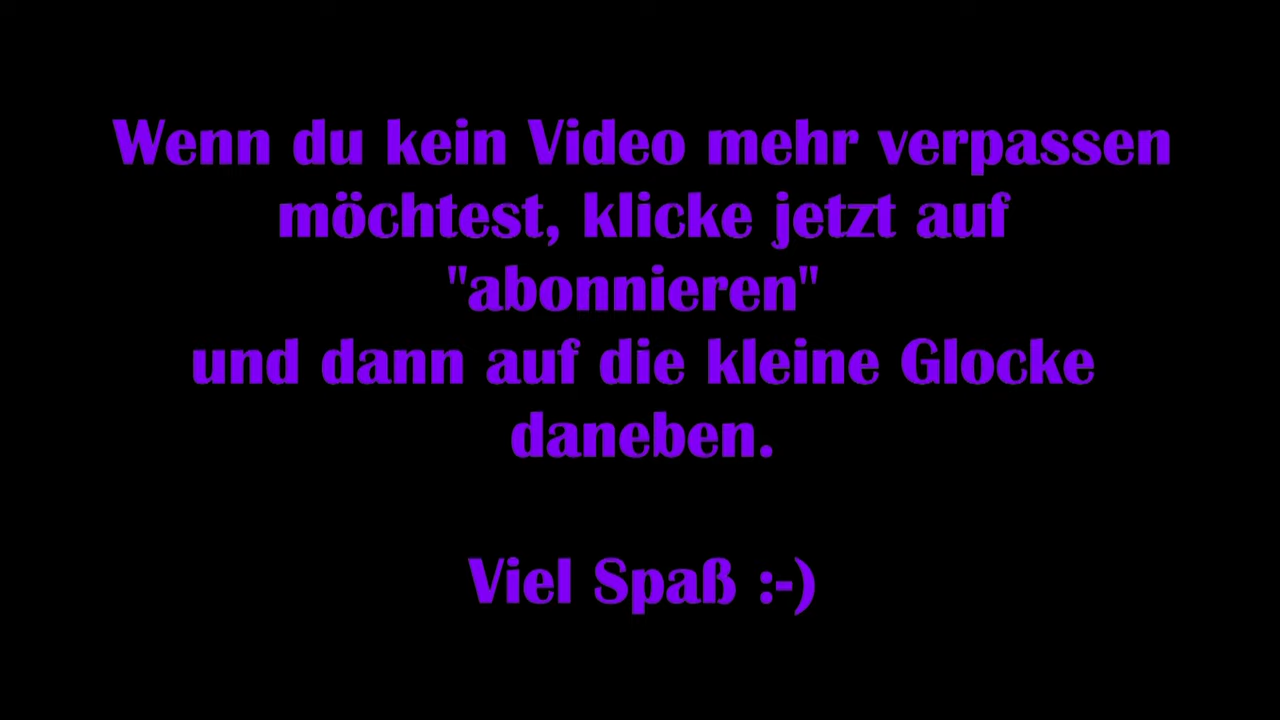 Wenn du kein Video mehr verpassen
möchtest, klicke jetzt auf
"abonnieren"
und dann auf die kleine Glocke
daneben.
Viel Spaß :-)